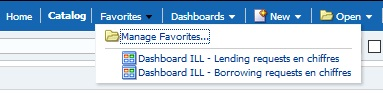 Home Catalog Favorites Dashboards New Open
Manage Favorites...
Dashboard ILL - Lending requests en chiffres
Dashboard ILL - Borrowing requests en chiffres